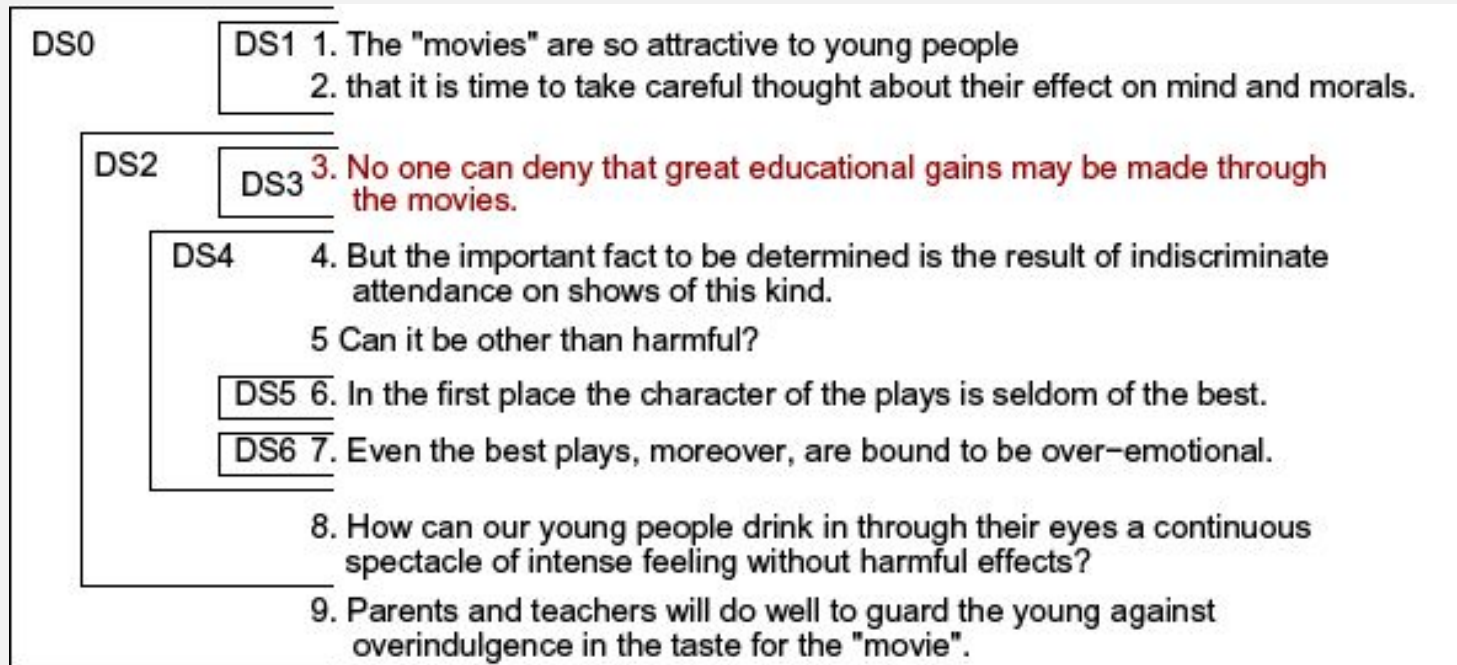 DS0 DS1 1. The "movies" are so attractive to young people
2. that it is time to take careful thought about their effect on mind and morals.
DS2 DS3 3. No one can deny that great educational gains may be made through
the movies.
DS4 4. But the important fact to be determined is the result of indiscriminate
attendance on shows of this kind.
5 Can it be other than harmful?
DS5 6. In the first place the character of the plays is seldom of the best.
DS6 7. Even the best plays, moreover, are bound to be over−emotional.
8. How can our young people drink in through their eyes a continuous
spectacle of intense feeling without harmful effects?
9. Parents and teachers will do well to guard the young against
overindulgence in the taste for the "movie".